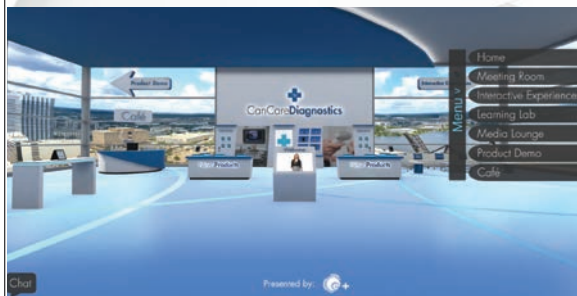 Product Demo
Café
CanCareDiagnostics
Interactive
Products
Products
Menu
Home
Meeting Room
Interactive Experience
Learning Lab
Media Lounge
Product Demo
Café
Chat
Presented by: